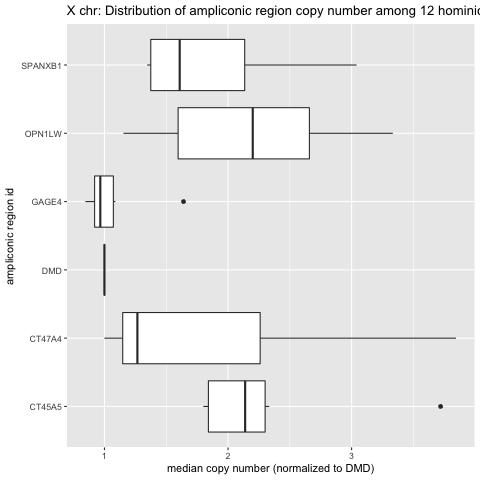 X chr: Distribution of ampliconic region copy number among 12
SPANXB1
OPN1LW
GAGE4
DMD
CT47A4
CT45A5
ampliconic region id
1 2 3
median copy number (normalized to DMD)